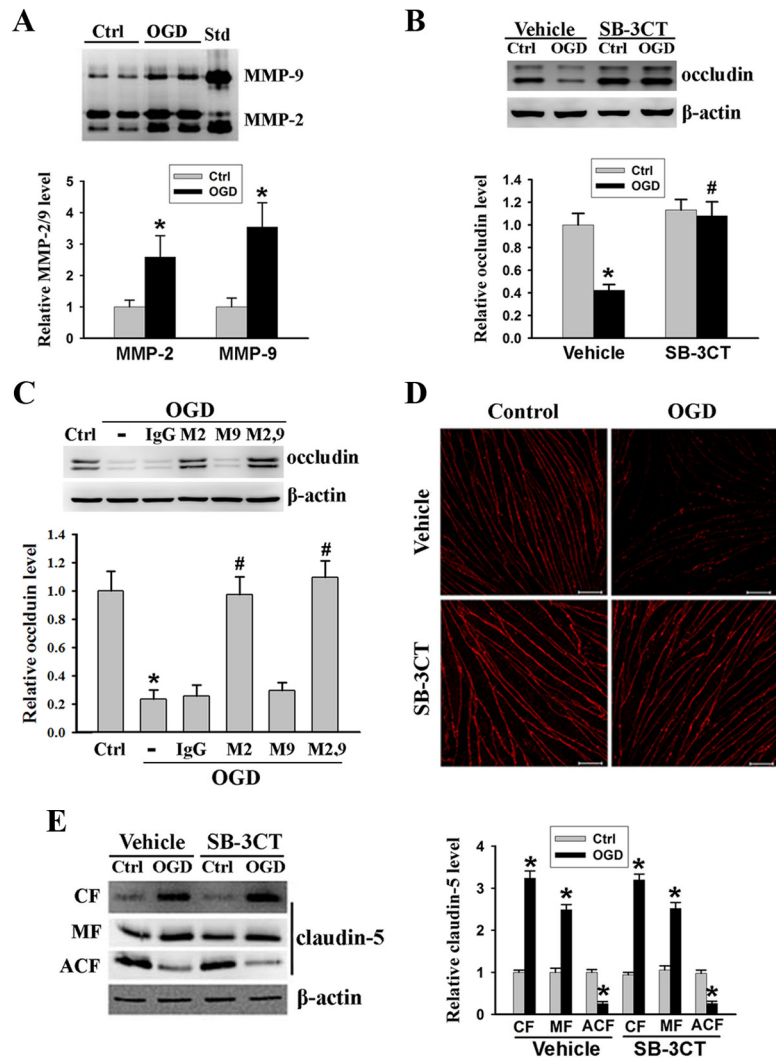 A
Ctrl OGD Std
MMP-9
MMP-2
Ctrl
OGD
Relative MMP-2/9 level
5
4
3
2
1
0
* *
MMP-2 MMP-9
B
Vehicle SB-3CT
Ctrl OGD Ctrl OGD
occludin
β-actin
Ctrl
OGD
Relative occludin level
1.4
1.2
1.0
0.8
0.6
0.4
0.2
0.0
* #
Vehicle SB-3CT
C
OGD
Ctrl - IgG M2 M9 M2,9
occludin
β-actin
Relative occlduin level
1.4
1.2
1.0
0.8
0.6
0.4
0.2
0.0
* # #
Ctrl - IgG M2 M9 M2,9
OGD
D
Control OGD
Vehicle
SB-3CT
E
Vehicle SB-3CT
Ctrl OGD Ctrl OGD
CF
MF
ACF
claudin-5
β-actin
Ctrl
OGD
Relative claudin-5 level
5
4
3
2
1
0
* * * * * *
CF MF ACF CF MF ACF
Vehicle SB-3CT